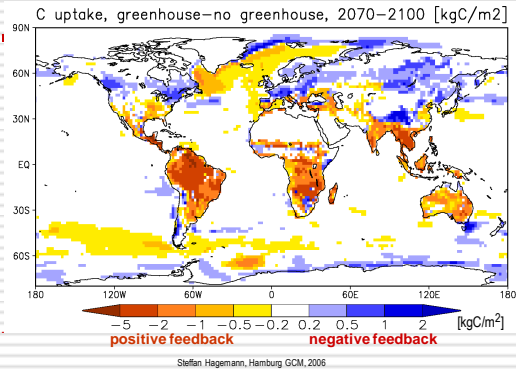 C uptake, greenhouse−no greenhouse, 2070−2100 [kgC/m2]
90N
60N
30N
EQ
30S
60S
180 120W 60W 0 60E 120E 180
−5 −2 −1 −0.5 −0.2 0.2 0.5 1 2 [kgC/m²]
positive feedback negative feedback
Steffan Hagemann, Hamburg GCM, 2006